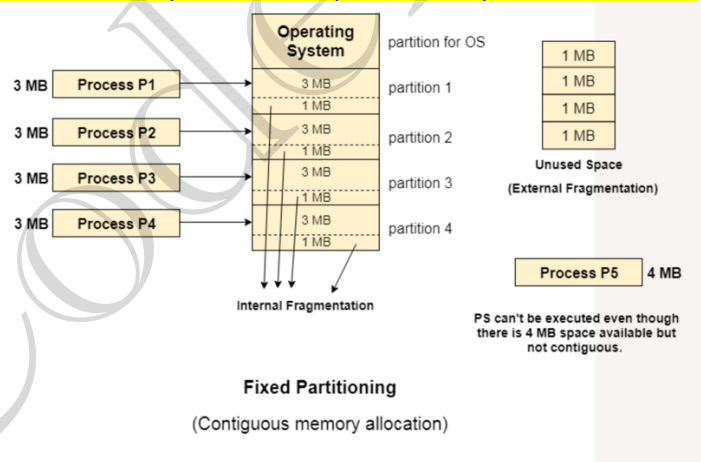 Operating
System
partition for OS
3 MB
Process P1
3 MB
1 MB
partition 1
3 MB
Process P2
3 MB
1 MB
partition 2
3 MB
Process P3
3 MB
1 MB
partition 3
3 MB
Process P4
3 MB
1 MB
partition 4
Internal Fragmentation
1 MB
1 MB
1 MB
1 MB
Unused Space
(External Fragmentation)
Process P5
4 MB
PS can't be executed even though
there is 4 MB space available but
not contiguous.
Fixed Partitioning
(Contiguous memory allocation)